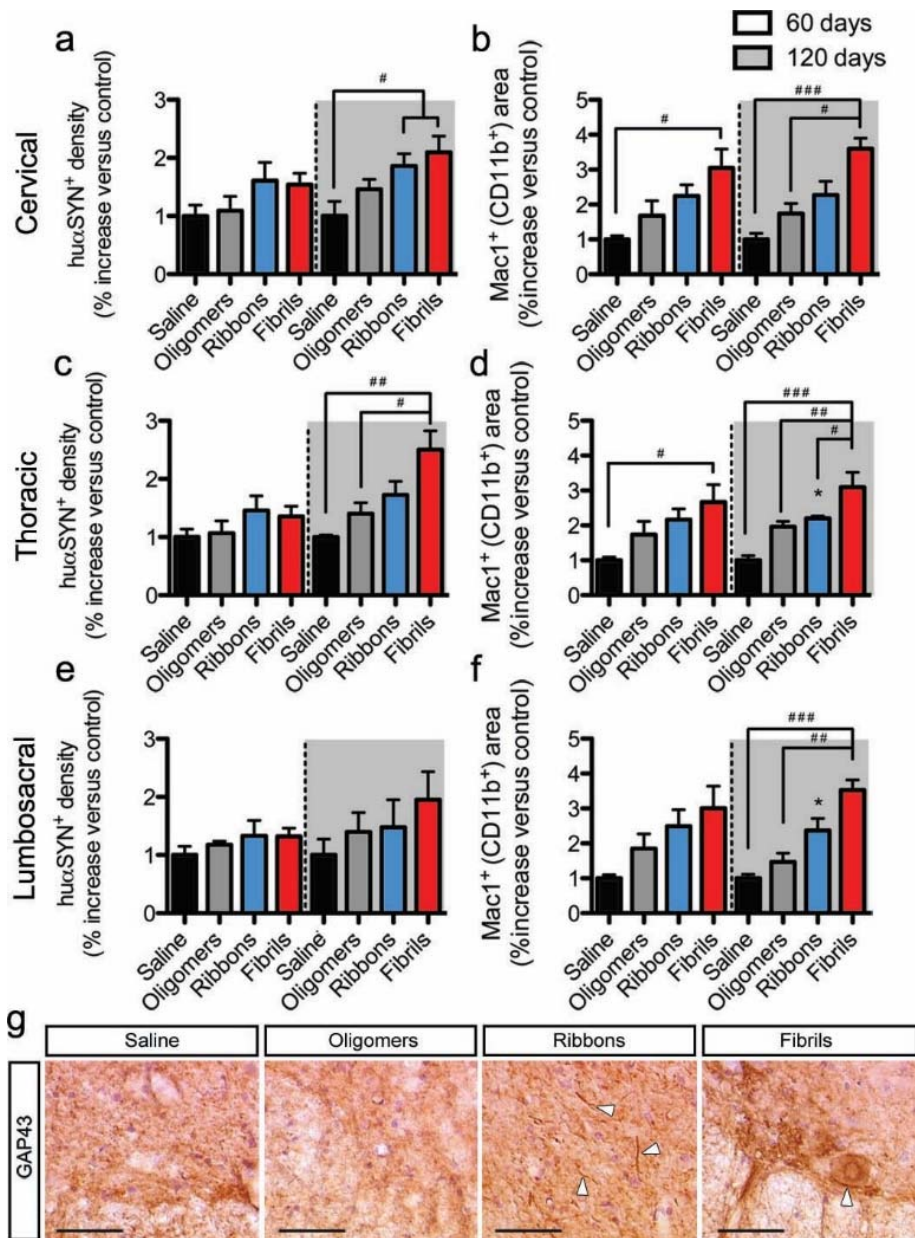 a
b
60 days
120 days
Cervical
huαSYN⁺ density
(% increase versus control)
3
2
1
0
#
Saline
Oligomers
Ribbons
Fibrils
Saline
Oligomers
Ribbons
Fibrils
Mac1⁺ (CD11b⁺) area
(%increase versus control)
5
4
3
2
1
0
#
###
#
Saline
Oligomers
Ribbons
Fibrils
Saline
Oligomers
Ribbons
Fibrils
c
d
Thoracic
huαSYN⁺ density
(% increase versus control)
3
2
1
0
##
#
Saline
Oligomers
Ribbons
Fibrils
Saline
Oligomers
Ribbons
Fibrils
Mac1⁺ (CD11b⁺) area
(%increase versus control)
5
4
3
2
1
0
#
###
##
#
*
Saline
Oligomers
Ribbons
Fibrils
Saline
Oligomers
Ribbons
Fibrils
e
f
Lumbosacral
huαSYN⁺ density
(% increase versus control)
3
2
1
0
Saline
Oligomers
Ribbons
Fibrils
Saline
Oligomers
Ribbons
Fibrils
Mac1⁺ (CD11b⁺) area
(%increase versus control)
5
4
3
2
1
0
###
##
*
Saline
Oligomers
Ribbons
Fibrils
Saline
Oligomers
Ribbons
Fibrils
g
Saline
Oligomers
Ribbons
Fibrils
GAP43